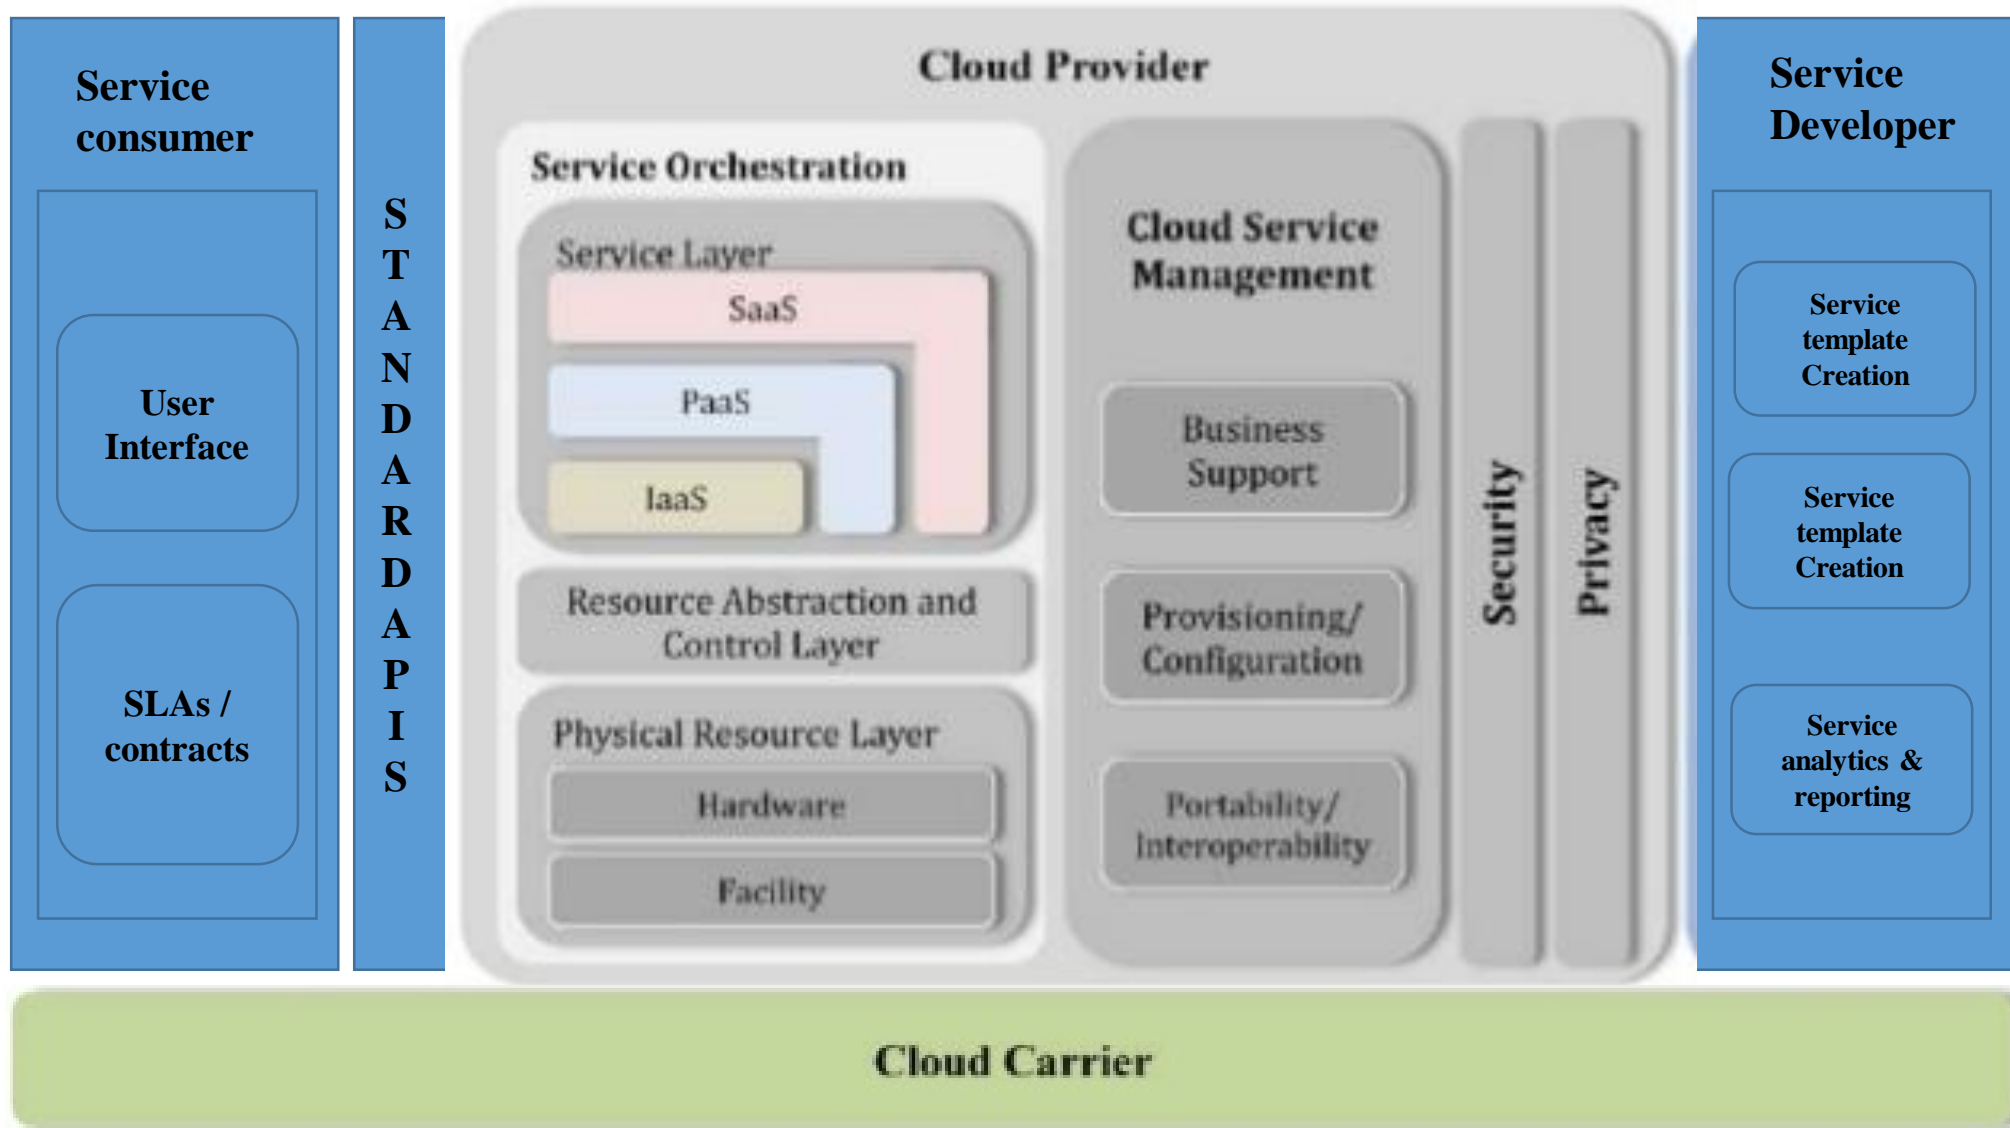 Service
consumer
User
Interface
SLAs /
contracts
S
T
A
N
D
A
R
D
A
P
I
S
Cloud Provider
Service Orchestration
Service Layer
SaaS
PaaS
IaaS
Resource Abstraction and
Control Layer
Physical Resource Layer
Hardware
Facility
Cloud Service
Management
Business
Support
Provisioning/
Configuration
Portability/
Interoperability
Security
Privacy
Service
Developer
Service
template
Creation
Service
template
Creation
Service
analytics &
reporting
Cloud Carrier